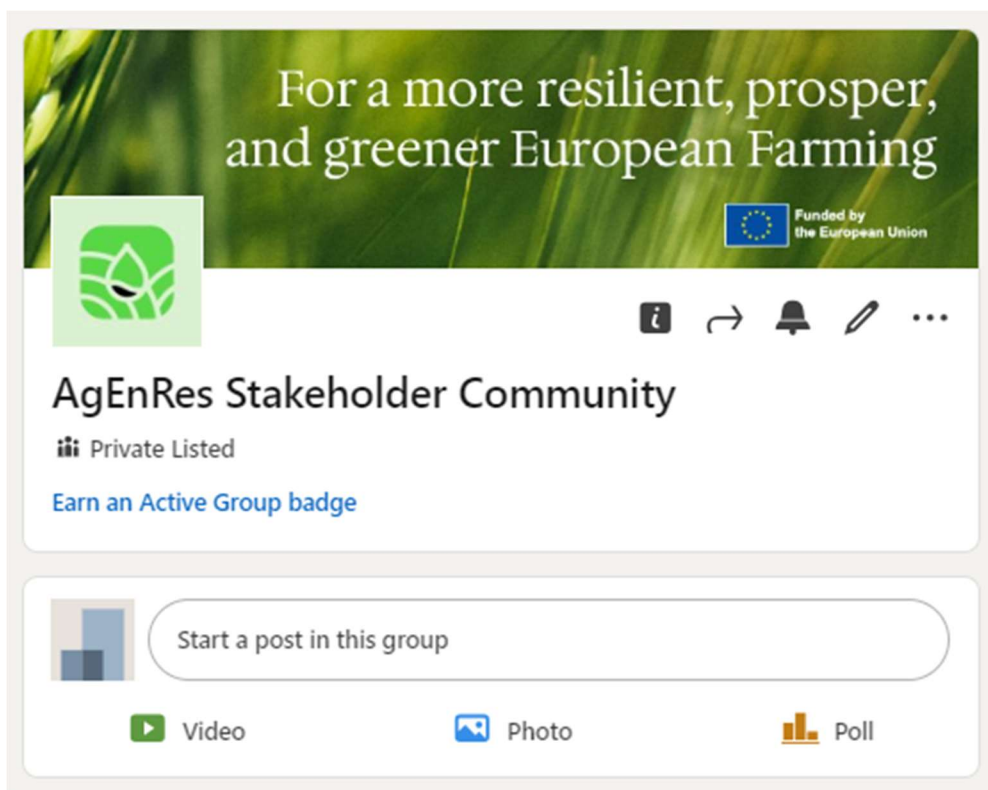 For a more resilient, prosper,
and greener European Farming
Funded by
the European Union
AgEnRes Stakeholder Community
Private Listed
Earn an Active Group badge
Start a post in this group
Video Photo Poll